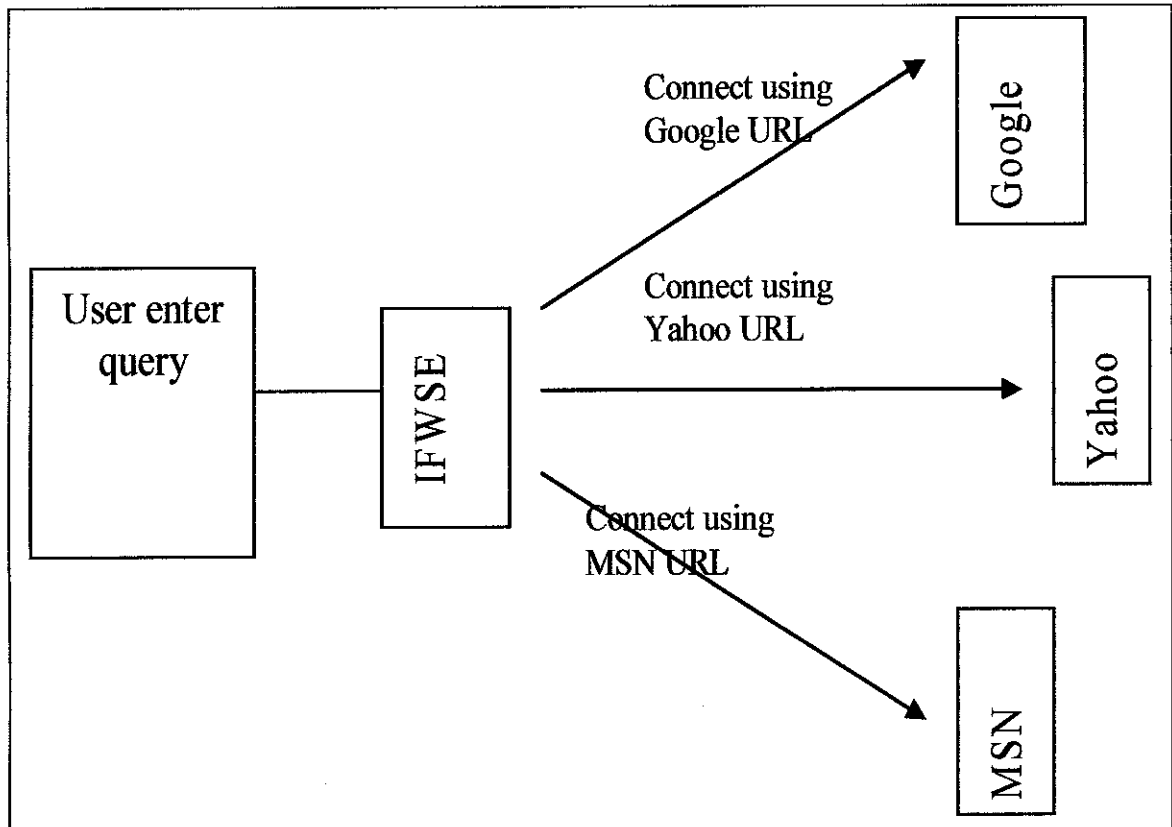 User enter
query
IFWSE
Connect using
Google URL
Google
Connect using
Yahoo URL
Yahoo
Connect using
MSN URL
MSN